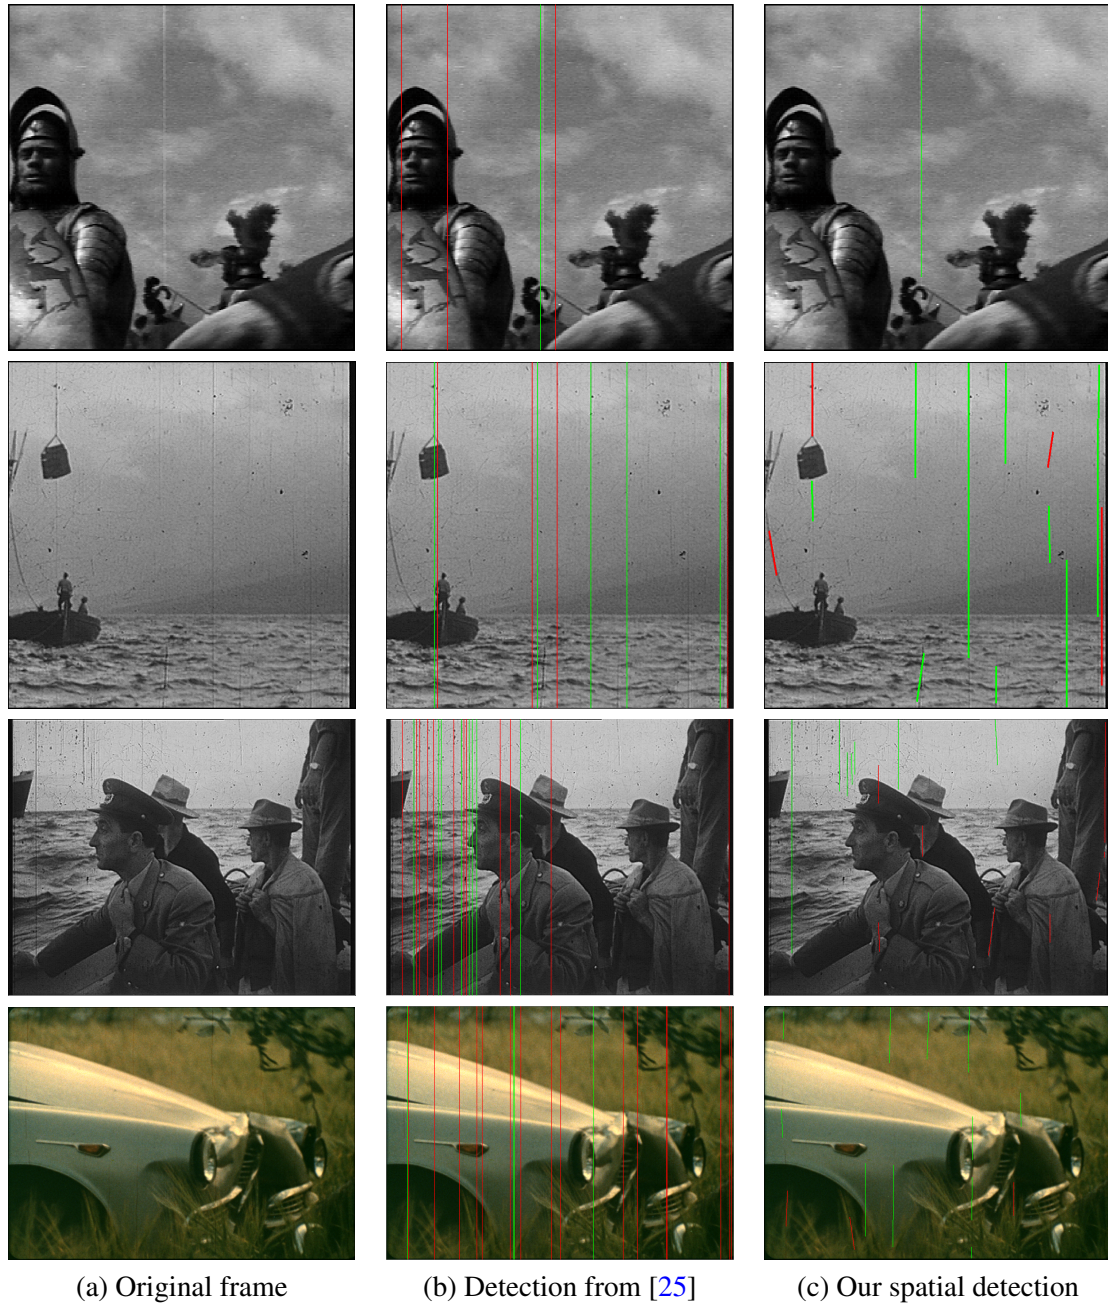 (a) Original frame
(b) Detection from [25]
(c) Our spatial detection